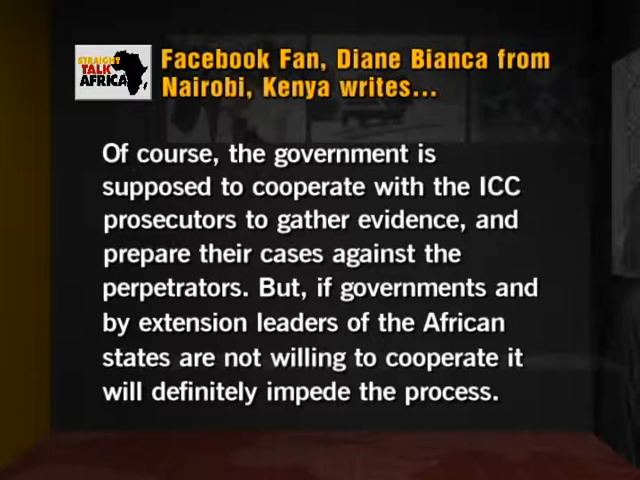 STRAIGHT
TALK
AFRICA
Facebook Fan, Diane Bianca from
Nairobi, Kenya writes...
Of course, the government is
supposed to cooperate with the ICC
prosecutors to gather evidence, and
prepare their cases against the
perpetrators. But, if governments and
by extension leaders of the African
states are not willing to cooperate it
will definitely impede the process.